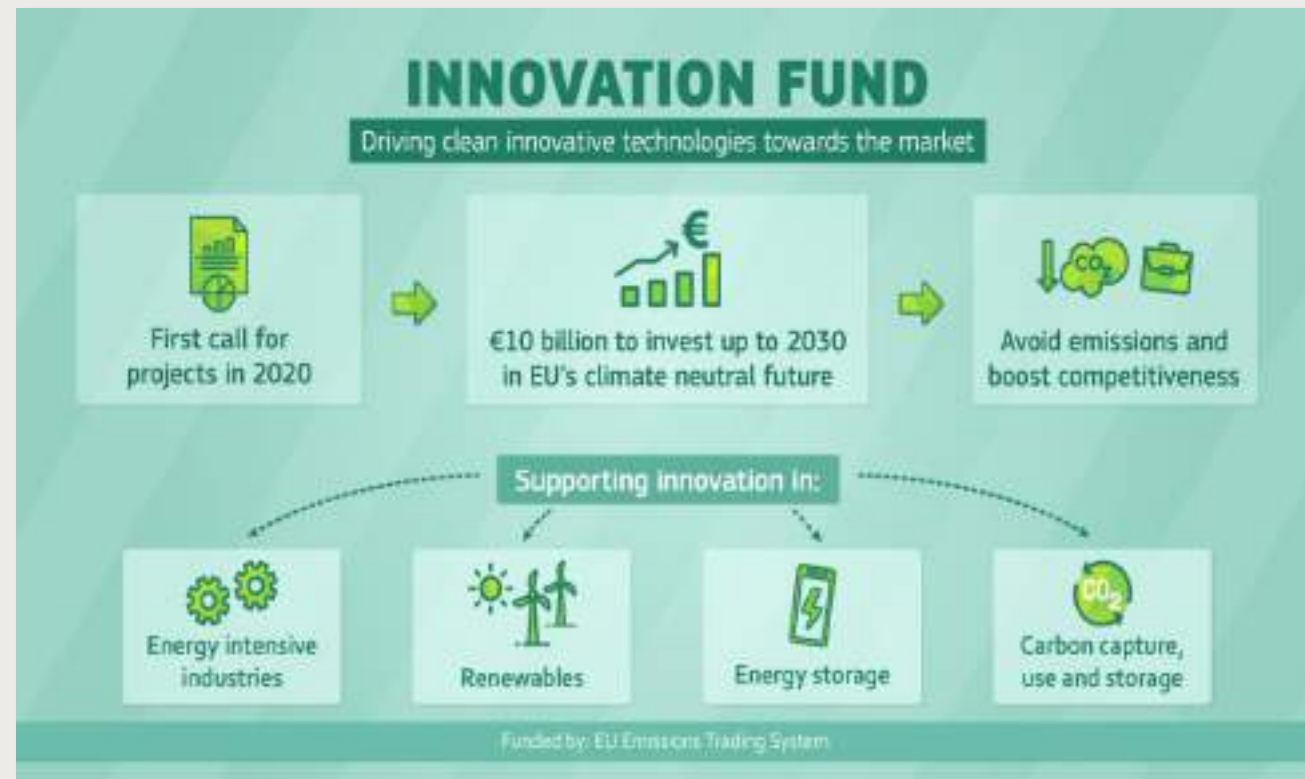 INNOVATION FUND
Driving clean innovative technologies towards the market
First call for
projects in 2020
€
€10 billion to invest up to 2030
in EU's climate neutral future
CO2
Avoid emissions and
boost competitiveness
Supporting innovation in:
Energy intensive
industries
Renewables
Energy storage
CO2
Carbon capture,
use and storage
Funded by: EU Emissions Trading System